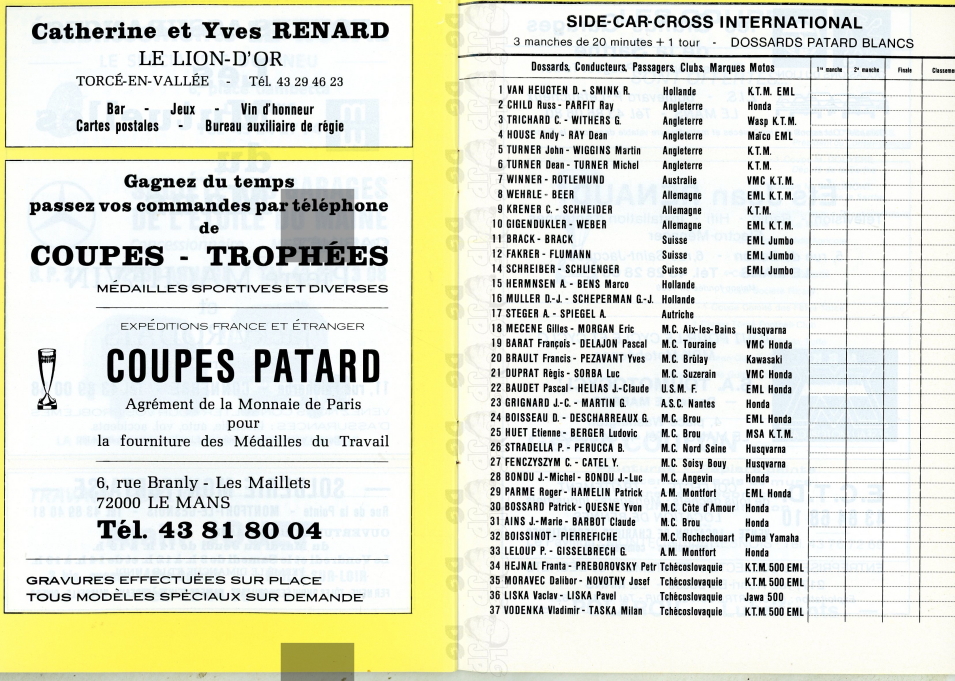 Catherine et Yves RENARD
LE LION-D'OR
TORCÉ-EN-VALLÉE - Tél. 43 29 46 23
Bar - Jeux - Vin d'honneur
Cartes postales - Bureau auxiliaire de régie
Gagnez du temps
passez vos commandes par téléphone
de
COUPES - TROPHÉES
MÉDAILLES SPORTIVES ET DIVERSES
EXPÉDITIONS FRANCE ET ÉTRANGER
COUPES PATARD
Agrément de la Monnaie de Paris
pour
la fourniture des Médailles du Travail
6, rue Branly - Les Maillets
72000 LE MANS
Tél. 43 81 80 04
GRAVURES EFFECTUÉES SUR PLACE
TOUS MODÈLES SPÉCIAUX SUR DEMANDE
SIDE-CAR-CROSS INTERNATIONAL
3 manches de 20 minutes + 1 tour - DOSSARDS PATARD BLANCS
Dossards, Conducteurs, Passagers, Clubs, Marques Motos 1re manche 2e manche Finale Classement
1 VAN HEUGTEN D. - SMINK R. Hollande K.T.M. EML
2 CHILD Russ - PARFIT Ray Angleterre Honda
3 TRICHARD C. - WITHERS G. Angleterre Wasp K.T.M.
4 HOUSE Andy - RAY Dean Angleterre Maïco EML
5 TURNER John - WIGGINS Martin Angleterre K.T.M.
6 TURNER Dean - TURNER Michel Angleterre K.T.M.
7 WINNER - ROTLEMUND Australie VMC K.T.M.
8 WEHRLE - BEER Allemagne EML K.T.M.
9 KRENER C. - SCHNEIDER Allemagne K.T.M.
10 GIGENDUKLER - WEBER Allemagne EML K.T.M.
11 BRACK - BRACK Suisse EML Jumbo
12 FAKRER - FLUMANN Suisse EML Jumbo
14 SCHREIBER - SCHLIENGER Suisse EML Jumbo
15 HERMNSEN A. - BENS Marco Hollande
16 MULLER D.-J. - SCHEPERMAN G.-J. Hollande
17 STEGER A. - SPIEGEL A. Autriche
18 MECENE Gilles - MORGAN Eric M.C. Aix-les-Bains Husqvarna
19 BARAT François - DELAJON Pascal M.C. Touraine VMC Honda
20 BRAULT Francis - PEZAVANT Yves M.C. Brûlay Kawasaki
21 DUPRAT Régis - SORBA Luc M.C. Suzerain VMC Honda
22 BAUDET Pascal - HELIAS J.-Claude U.S.M. F. EML Honda
23 GRIGNARD J.-C. - MARTIN G. A.S.C. Nantes Honda
24 BOISSEAU D. - DESCHARREAUX G. M.C. Brou EML Honda
25 HUET Etienne - BERGER Ludovic M.C. Brou MSA K.T.M.
26 STRADELLA P. - PERUCCA B. M.C. Nord Seine Husqvarna
27 FENCZYSZYM C. - CATEL Y. M.C. Soisy Bouy Husqvarna
28 BONDU J.-Michel - BONDU J.-Luc M.C. Angevin Honda
29 PARME Roger - HAMELIN Patrick A.M. Montfort EML Honda
30 BOSSARD Patrick - QUESNE Yvon M.C. Côte d'Amour Honda
31 AINS J.-Marie - BARBOT Claude M.C. Brou Honda
32 BOISSINOT - PIERREFICHE M.C. Rochechouart Puma Yamaha
33 LELOUP P. - GISSELBRECH G. A.M. Montfort Honda
34 HEJNAL Franta - PREBOROVSKY Petr Tchécoslovaquie K.T.M. 500 EML
35 MORAVEC Dalibor - NOVOTNY Josef Tchécoslovaquie K.T.M. 500 EML
36 LISKA Vaclav - LISKA Pavel Tchécoslovaquie Jawa 500
37 VODENKA Vladimir - TASKA Milan Tchécoslovaquie K.T.M. 500 EML